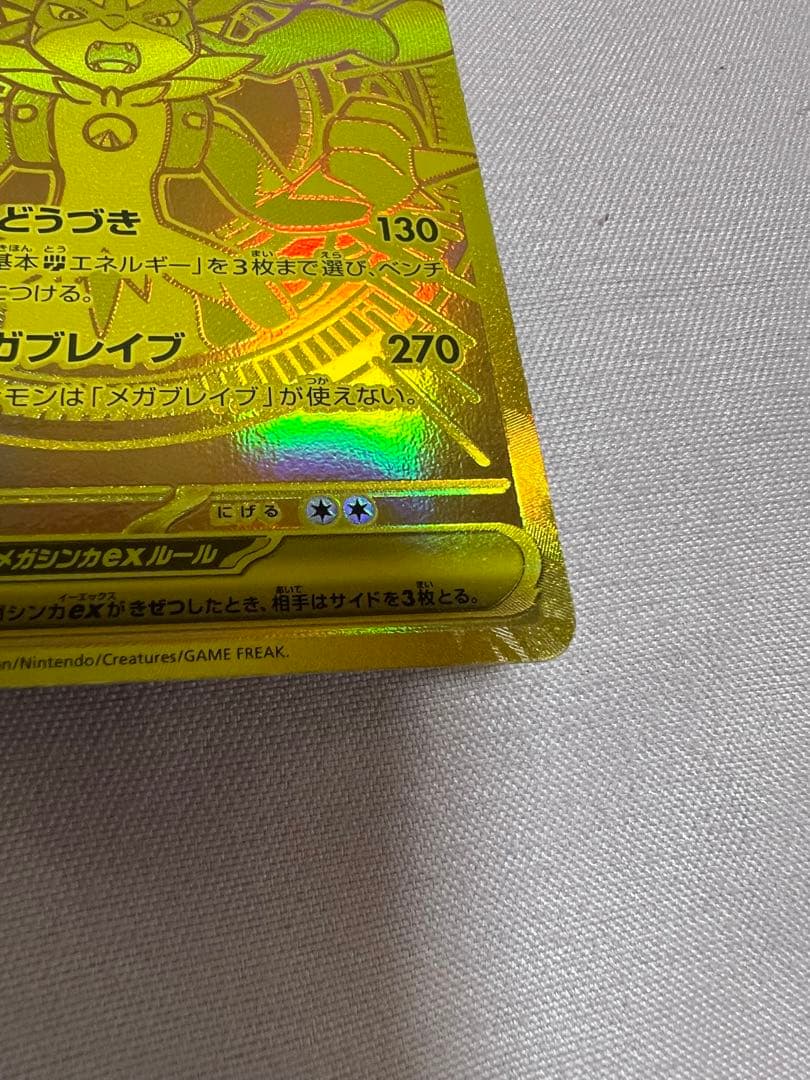 どうづき 130
基本エネルギー」を3枚まで選び、ベンチ
につける。
ガブレイブ 270
モンは「メガブレイブ」が使えない。
にげる
メガシンカexルール
ガシンカexがきぜつしたとき、相手はサイドを3枚とる。
n/Nintendo/Creatures/GAME FREAK.